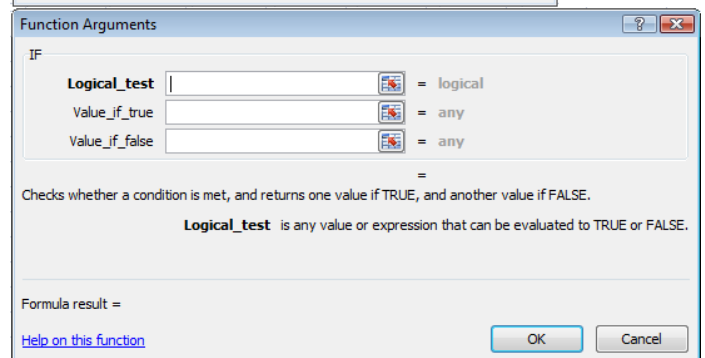 Function Arguments
IF
Logical_test = logical
Value_if_true = any
Value_if_false = any
=
Checks whether a condition is met, and returns one value if TRUE, and another value if FALSE.
Logical_test is any value or expression that can be evaluated to TRUE or FALSE.
Formula result =
Help on this function OK Cancel